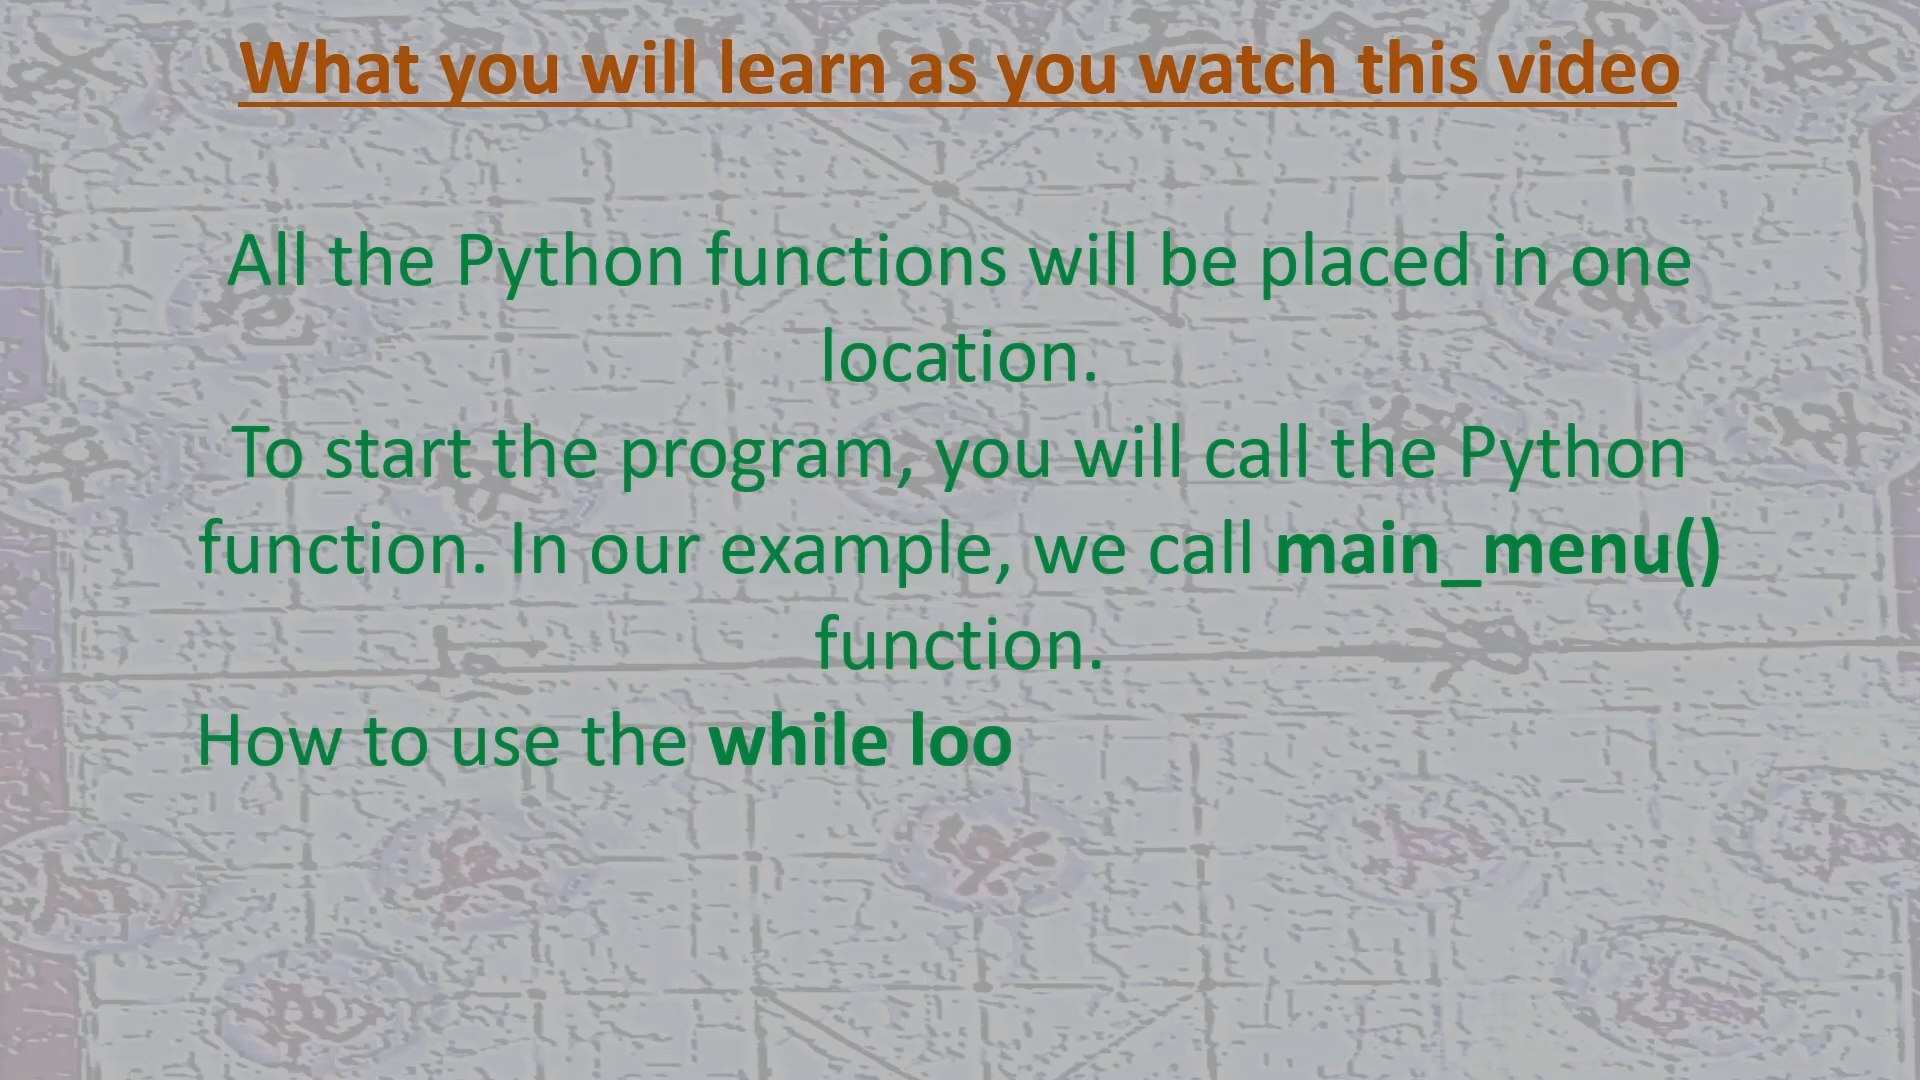 What you will learn as you watch this video
All the Python functions will be placed in one
location.
To start the program, you will call the Python
function. In our example, we call main_menu()
function.
How to use the while loo